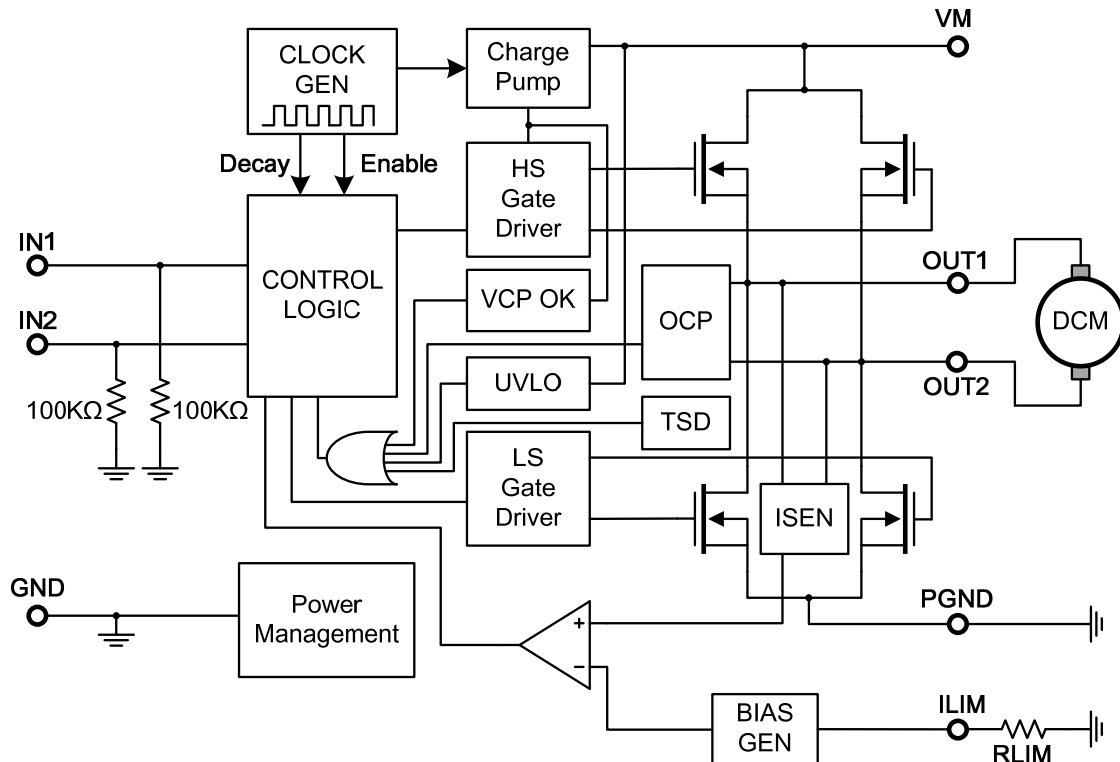 VM
CLOCK
GEN
Charge
Pump
Decay
Enable
HS
Gate
Driver
IN1
CONTROL
LOGIC
VCP OK
OCP
OUT1
DCM
IN2
UVLO
OUT2
100KΩ
100KΩ
TSD
LS
Gate
Driver
ISEN
GND
Power
Management
PGND
+
−
BIAS
GEN
ILIM
RLIM